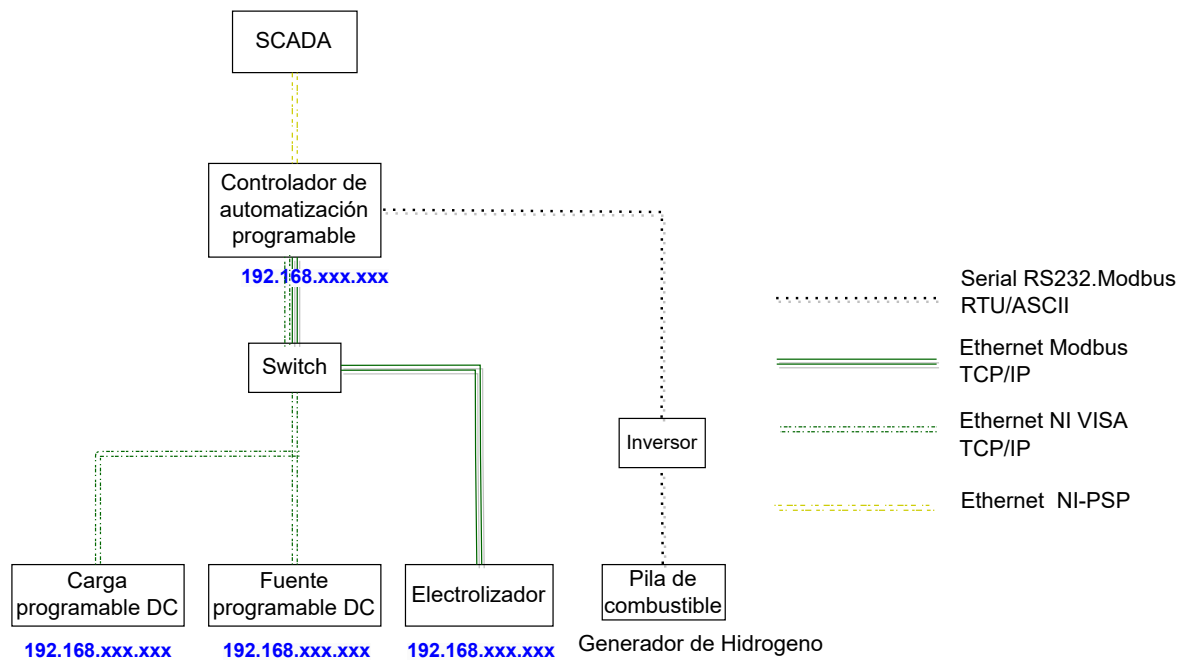 SCADA
Controlador de
automatización
programable
192.168.xxx.xxx
Switch
Inversor
Carga
programable DC
192.168.xxx.xxx
Fuente
programable DC
192.168.xxx.xxx
Electrolizador
192.168.xxx.xxx
Pila de
combustible
Generador de Hidrogeno
Serial RS232.Modbus
RTU/ASCII
Ethernet Modbus
TCP/IP
Ethernet NI VISA
TCP/IP
Ethernet  NI-PSP